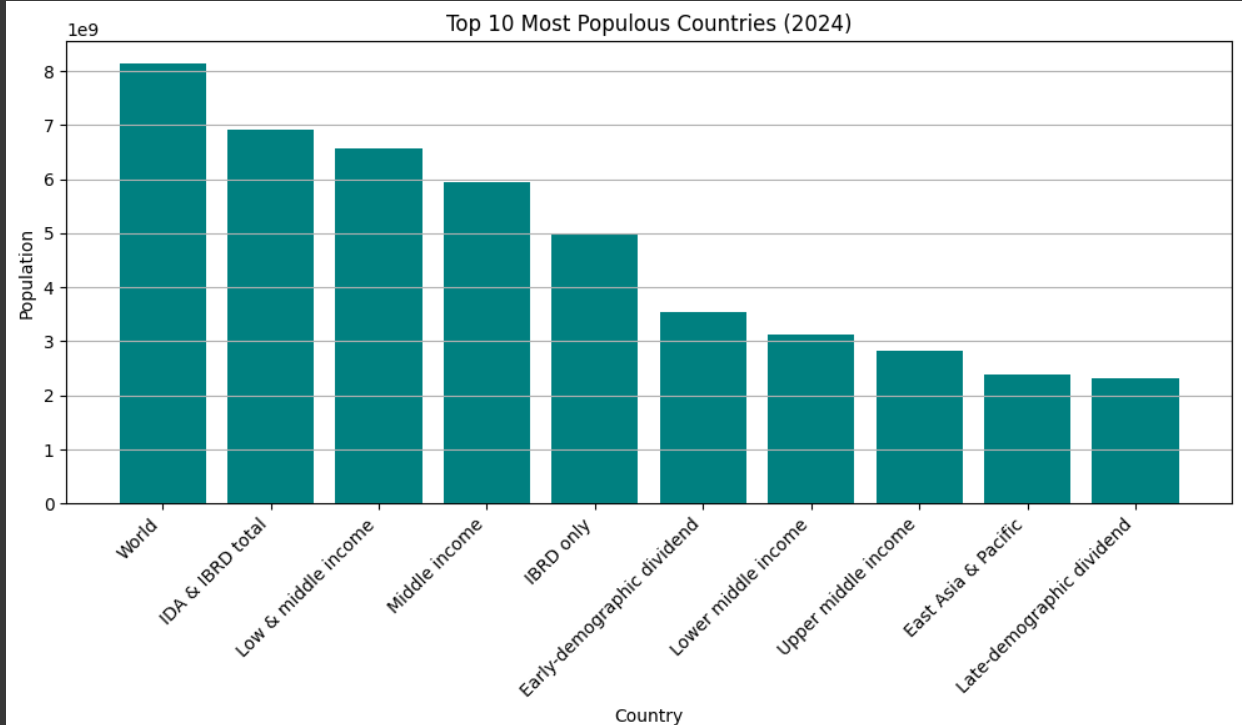 Top 10 Most Populous Countries (2024)
1e9
8
7
6
5
4
3
2
1
0
Population
World
IDA & IBRD total
Low & middle income
Middle income
IBRD only
Early-demographic dividend
Lower middle income
Upper middle income
East Asia & Pacific
Late-demographic dividend
Country